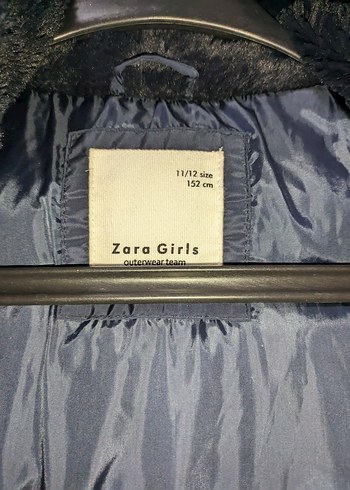 11/12 size
152 cm
Zara Girls
outerwear team